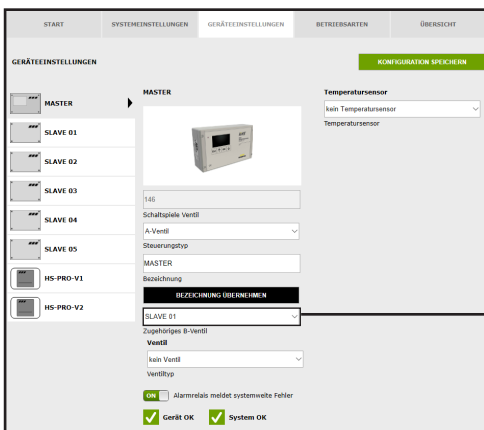 START
SYSTEMEINSTELLUNGEN
GERÄTEEINSTELLUNGEN
BETRIEBSARTEN
ÜBERSICHT
GERÄTEEINSTELLUNGEN
KONFIGURATION SPEICHERN
MASTER
SLAVE 01
SLAVE 02
SLAVE 03
SLAVE 04
SLAVE 05
HS-PRO-V1
HS-PRO-V2
MASTER
146
Schaltspiele Ventil
A-Ventil
Steuerungstyp
MASTER
Bezeichnung
BEZEICHNUNG ÜBERNEHMEN
SLAVE 01
Zugehöriges B-Ventil
Ventil
kein Ventil
Ventiltyp
ON Alarmrelais meldet systemweite Fehler
Gerät OK System OK
Temperatursensor
kein Temperatursensor
Temperatursensor